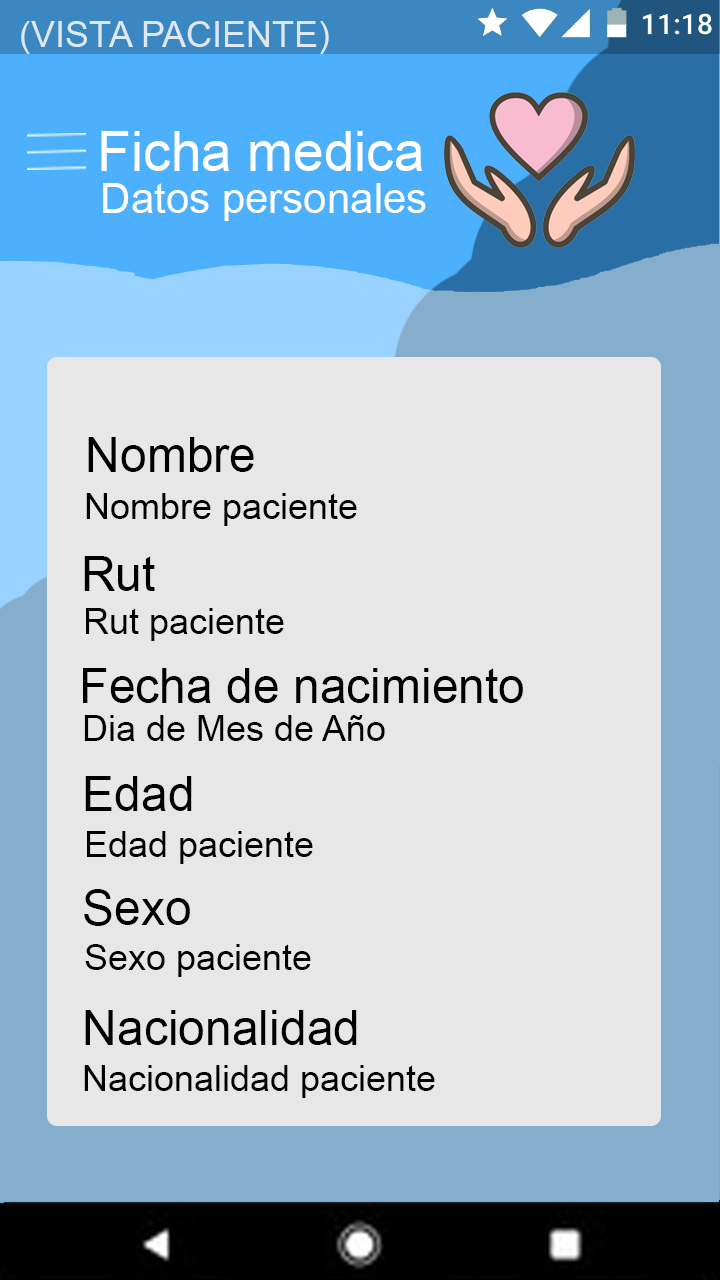 (VISTA PACIENTE)
11:18
Ficha medica
Datos personales
Nombre
Nombre paciente
Rut
Rut paciente
Fecha de nacimiento
Dia de Mes de Año
Edad
Edad paciente
Sexo
Sexo paciente
Nacionalidad
Nacionalidad paciente